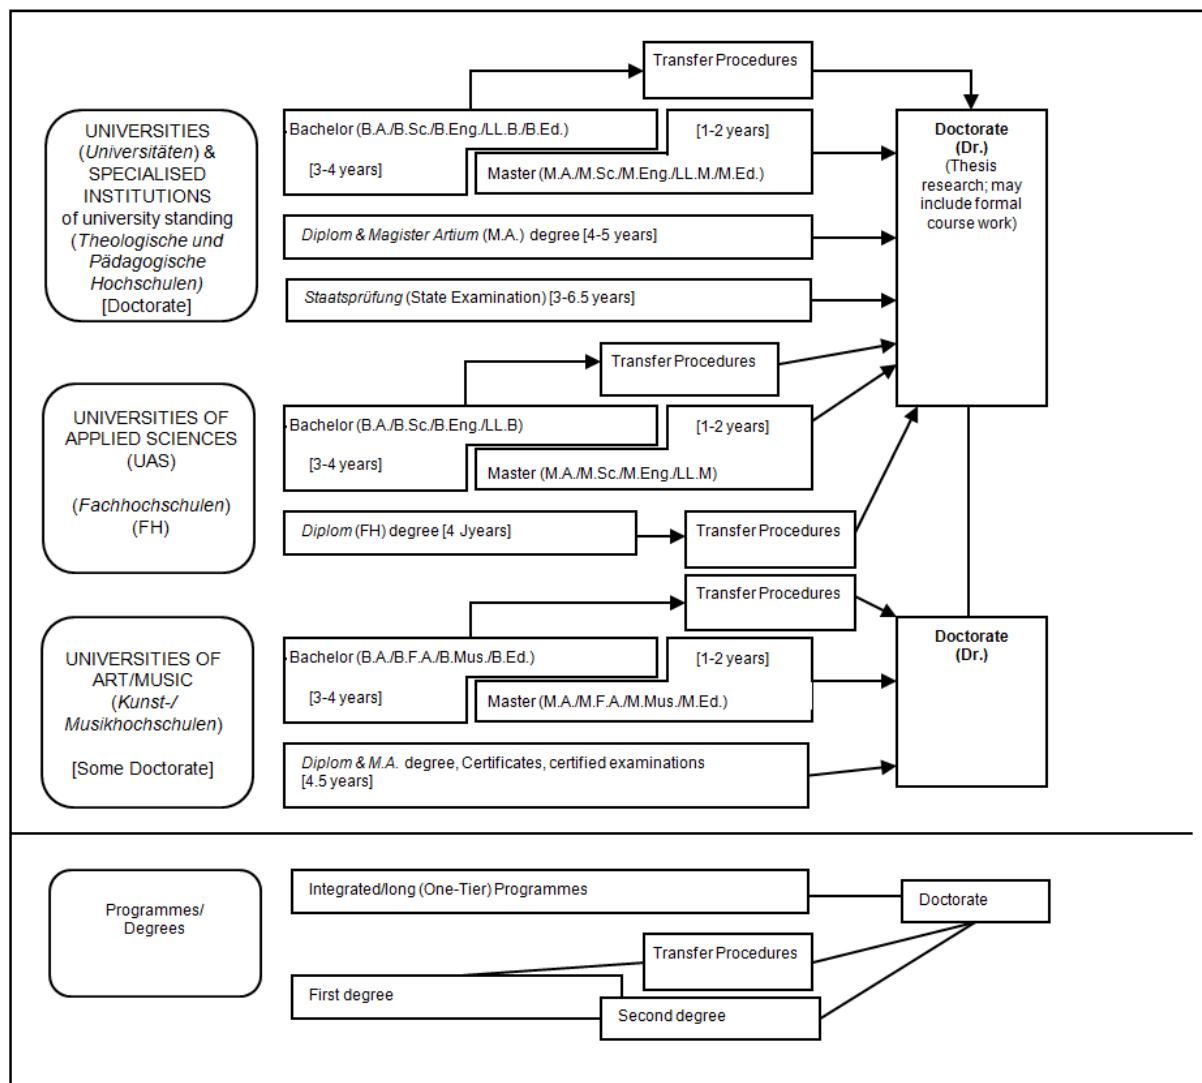 Transfer Procedures
UNIVERSITIES
(Universitäten) &
SPECIALISED
INSTITUTIONS
of university standing
(Theologische und
Pädagogische
Hochschulen)
[Doctorate]
Bachelor (B.A./B.Sc./B.Eng./LL.B./B.Ed.)
[3-4 years]
[1-2 years]
Master (M.A./M.Sc./M.Eng./LL.M./M.Ed.)
Diplom & Magister Artium (M.A.) degree [4-5 years]
Staatsprüfung (State Examination) [3-6.5 years]
Doctorate
(Dr.)
(Thesis
research; may
include formal
course work)
Transfer Procedures
UNIVERSITIES OF
APPLIED SCIENCES
(UAS)
(Fachhochschulen)
(FH)
Bachelor (B.A./B.Sc./B.Eng./LL.B)
[3-4 years]
[1-2 years]
Master (M.A./M.Sc./M.Eng./LL.M)
Diplom (FH) degree [4 Jyears]
Transfer Procedures
Transfer Procedures
UNIVERSITIES OF
ART/MUSIC
(Kunst-/
Musikhochschulen)
[Some Doctorate]
Bachelor (B.A./B.F.A./B.Mus./B.Ed.)
[3-4 years]
[1-2 years]
Master (M.A./M.F.A./M.Mus./M.Ed.)
Diplom & M.A. degree, Certificates, certified examinations
[4.5 years]
Doctorate
(Dr.)
Programmes/
Degrees
Integrated/long (One-Tier) Programmes
Doctorate
Transfer Procedures
First degree
Second degree